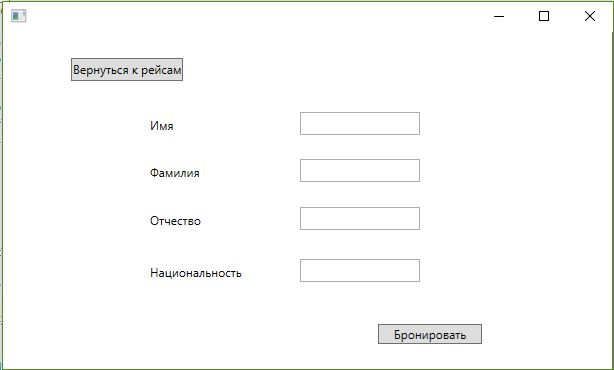 Вернуться к рейсам
Имя
Фамилия
Отчество
Национальность
Бронировать